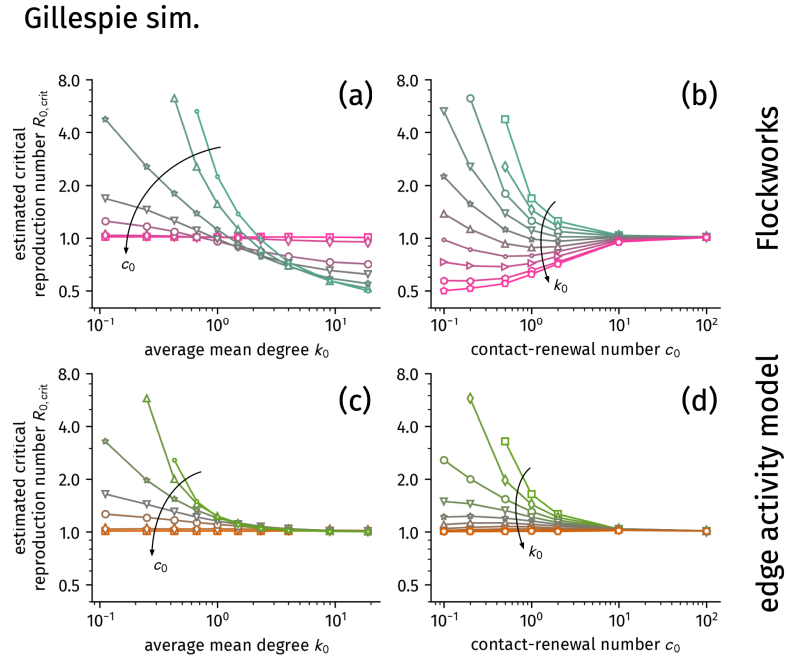 Gillespie sim.
(a)
estimated critical
reproduction number R0,crit
8.0
4.0
2.0
1.0
0.5
c0
10⁻¹
10⁰
10¹
average mean degree k0
(b)
8.0
4.0
2.0
1.0
0.5
k0
10⁻¹
10⁰
10¹
10²
contact-renewal number c0
Flockworks
(c)
estimated critical
reproduction number R0,crit
8.0
4.0
2.0
1.0
0.5
c0
10⁻¹
10⁰
10¹
average mean degree k0
(d)
8.0
4.0
2.0
1.0
0.5
k0
10⁻¹
10⁰
10¹
10²
contact-renewal number c0
edge activity model